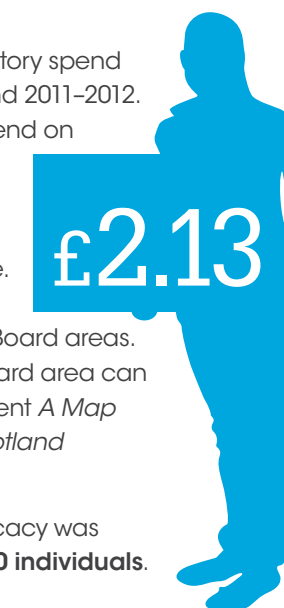 tory spend
nd 2011–2012.
end on
£2.13
e.
Board areas.
ard area can
ent A Map
otland
cacy was
0 individuals.